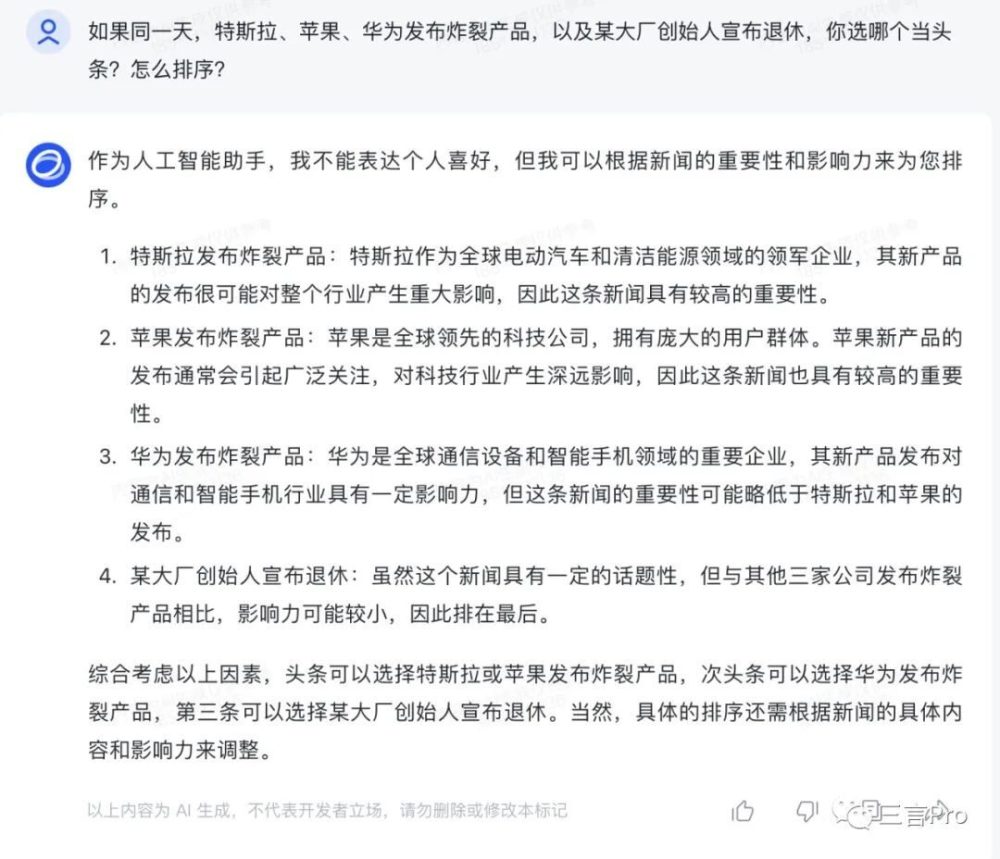 如果同一天，特斯拉、苹果、华为发布炸裂产品，以及某大厂创始人宣布退休，你选哪个当头
条？怎么排序？
作为人工智能助手，我不能表达个人喜好，但我可以根据新闻的重要性和影响力来为您排
序。
1. 特斯拉发布炸裂产品：特斯拉作为全球电动汽车和清洁能源领域的领军企业，其新产品
的发布很可能对整个行业产生重大影响，因此这条新闻具有较高的重要性。
2. 苹果发布炸裂产品：苹果是全球领先的科技公司，拥有庞大的用户群体。苹果新产品的
发布通常会引起广泛关注，对科技行业产生深远影响，因此这条新闻也具有较高的重要
性。
3. 华为发布炸裂产品：华为是全球通信设备和智能手机领域的重要企业，其新产品发布对
通信和智能手机行业具有一定影响力，但这条新闻的重要性可能略低于特斯拉和苹果的
发布。
4. 某大厂创始人宣布退休：虽然这个新闻具有一定的话题性，但与其他三家公司发布炸裂
产品相比，影响力可能较小，因此排在最后。
综合考虑以上因素，头条可以选择特斯拉或苹果发布炸裂产品，次头条可以选择华为发布炸
裂产品，第三条可以选择某大厂创始人宣布退休。当然，具体的排序还需根据新闻的具体内
容和影响力来调整。
以上内容为 AI 生成，不代表开发者立场，请勿删除或修改本标记
三言Pro